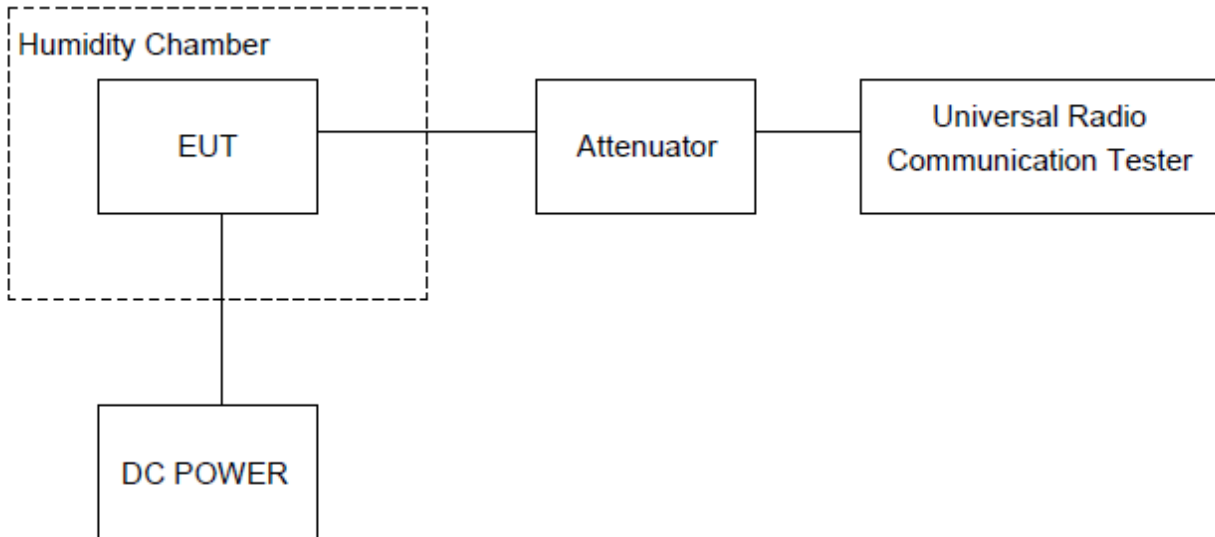 Humidity Chamber
EUT
Attenuator
Universal Radio
Communication Tester
DC POWER